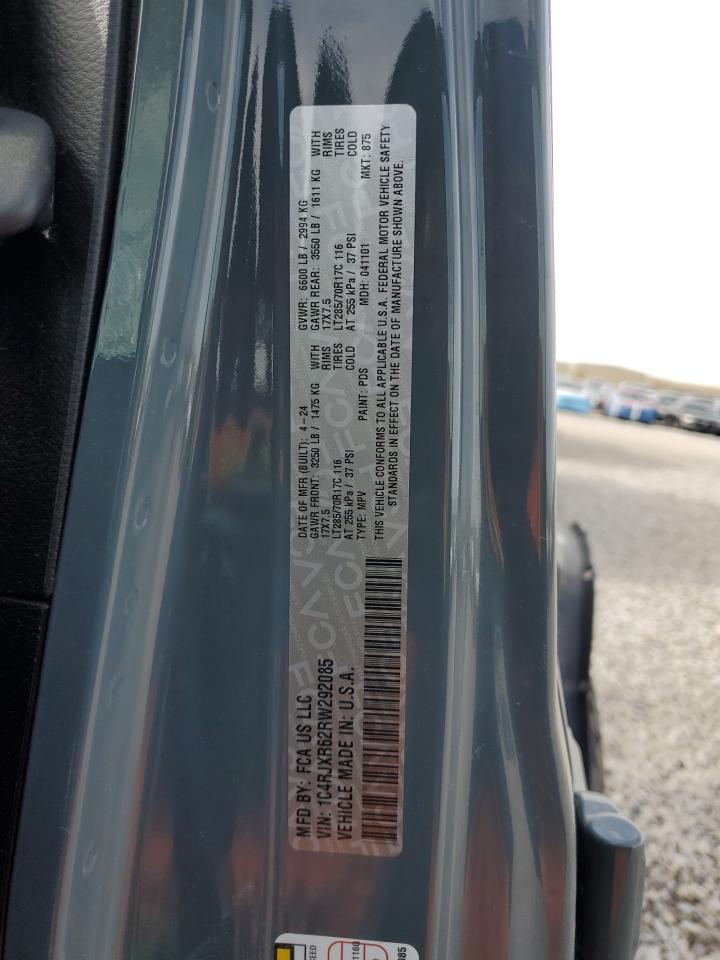 MFD BY: FCA US LLC
VIN: 1C4RJXR62RW292085
VEHICLE MADE IN: U.S.A.
DATE OF MFR (BUILT): 4-24 GVWR: 6600 LB / 2994 KG
GAWR FRONT: 3250 LB / 1475 KG WITH GAWR REAR: 3550 LB / 1611 KG WITH
17X7.5 RIMS 17X7.5 RIMS
LT285/70R17C 116 TIRES LT285/70R17C 116 TIRES
AT 255 kPa / 37 PSI COLD AT 255 kPa / 37 PSI COLD
TYPE: MPV PAINT: PDS MDH: 041101 MKT: 875
THIS VEHICLE CONFORMS TO ALL APPLICABLE U.S.A. FEDERAL MOTOR VEHICLE SAFETY
STANDARDS IN EFFECT ON THE DATE OF MANUFACTURE SHOWN ABOVE.
CEED
1160
085